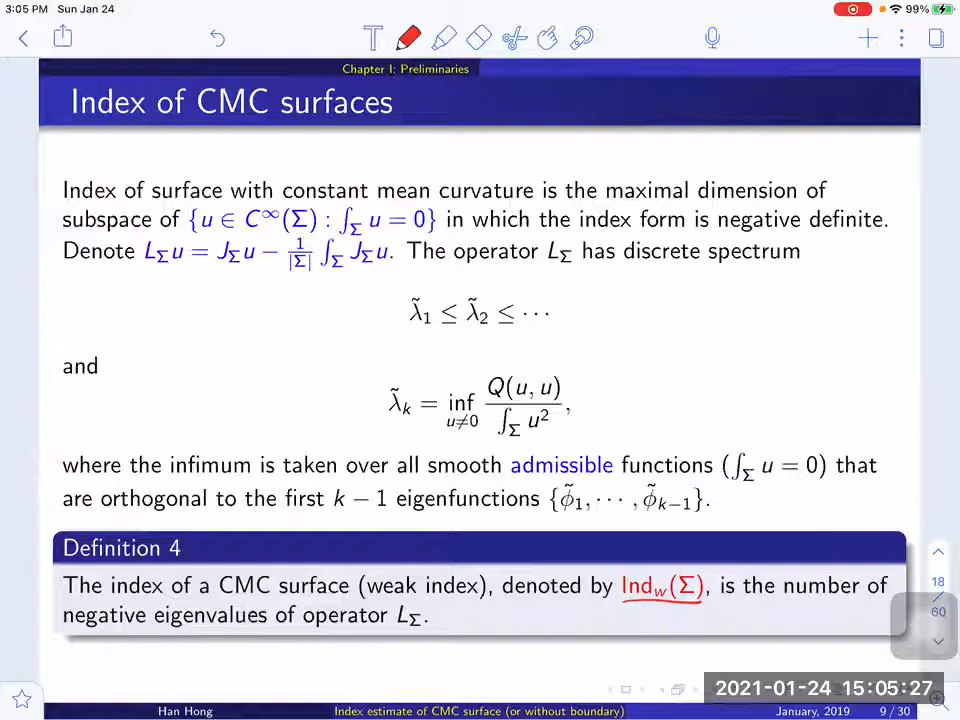 3:05 PM Sun Jan 24
99%
T
Chapter I: Preliminaries
Index of CMC surfaces
Index of surface with constant mean curvature is the maximal dimension of
subspace of {u ∈ C^∞(Σ) : ∫_Σ u = 0} in which the index form is negative definite.
Denote L_Σ u = J_Σ u − 1/|Σ| ∫_Σ J_Σ u. The operator L_Σ has discrete spectrum
λ̃_1 ≤ λ̃_2 ≤ ···
and
λ̃_k = inf_{u≠0} Q(u, u) / ∫_Σ u^2,
where the infimum is taken over all smooth admissible functions (∫_Σ u = 0) that
are orthogonal to the first k − 1 eigenfunctions {ϕ̃_1, ··· , ϕ̃_{k−1}}.
Definition 4
The index of a CMC surface (weak index), denoted by Ind_w(Σ), is the number of
negative eigenvalues of operator L_Σ.
18
/
60
2021-01-24 15:05:27
Han Hong Index estimate of CMC surface (or without boundary) January, 2019 9 / 30